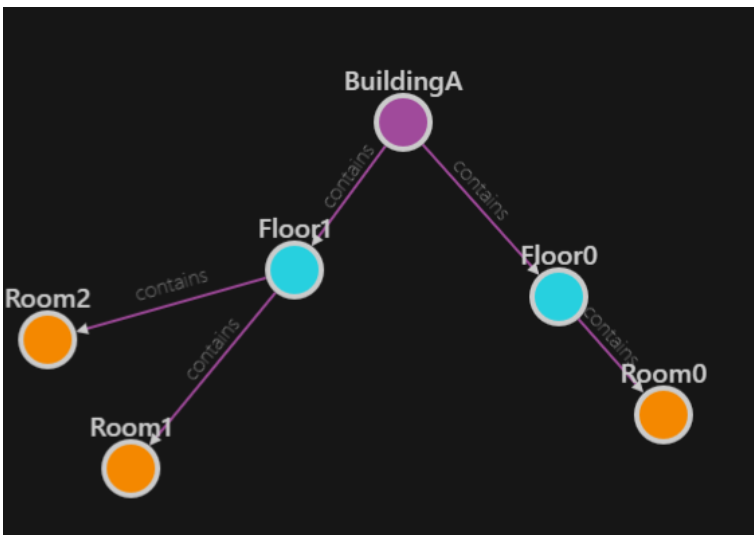 BuildingA
contains
contains
Floor1
Floor0
contains
Room2
contains
contains
Room0
Room1